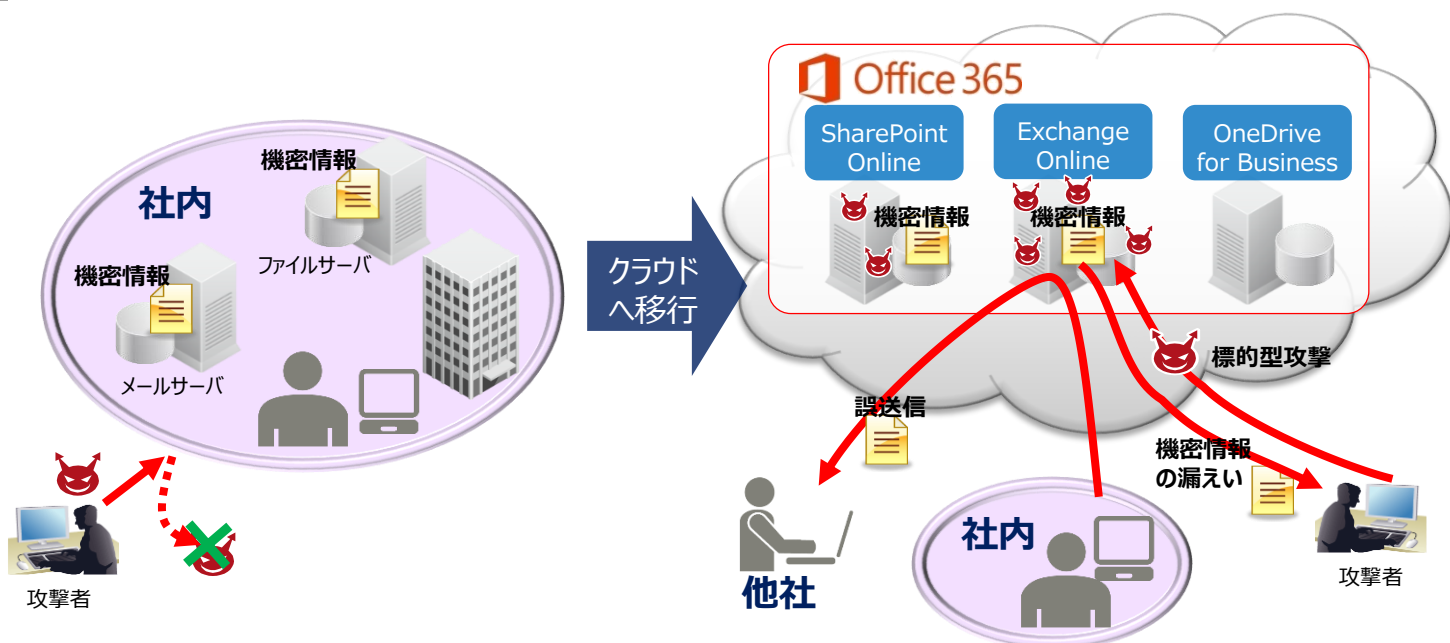 機密情報
社内
ファイルサーバ
機密情報
メールサーバ
攻撃者
クラウド
へ移行
Office 365
SharePoint
Online
Exchange
Online
OneDrive
for Business
機密情報
機密情報
標的型攻撃
誤送信
機密情報
の漏えい
他社
社内
攻撃者